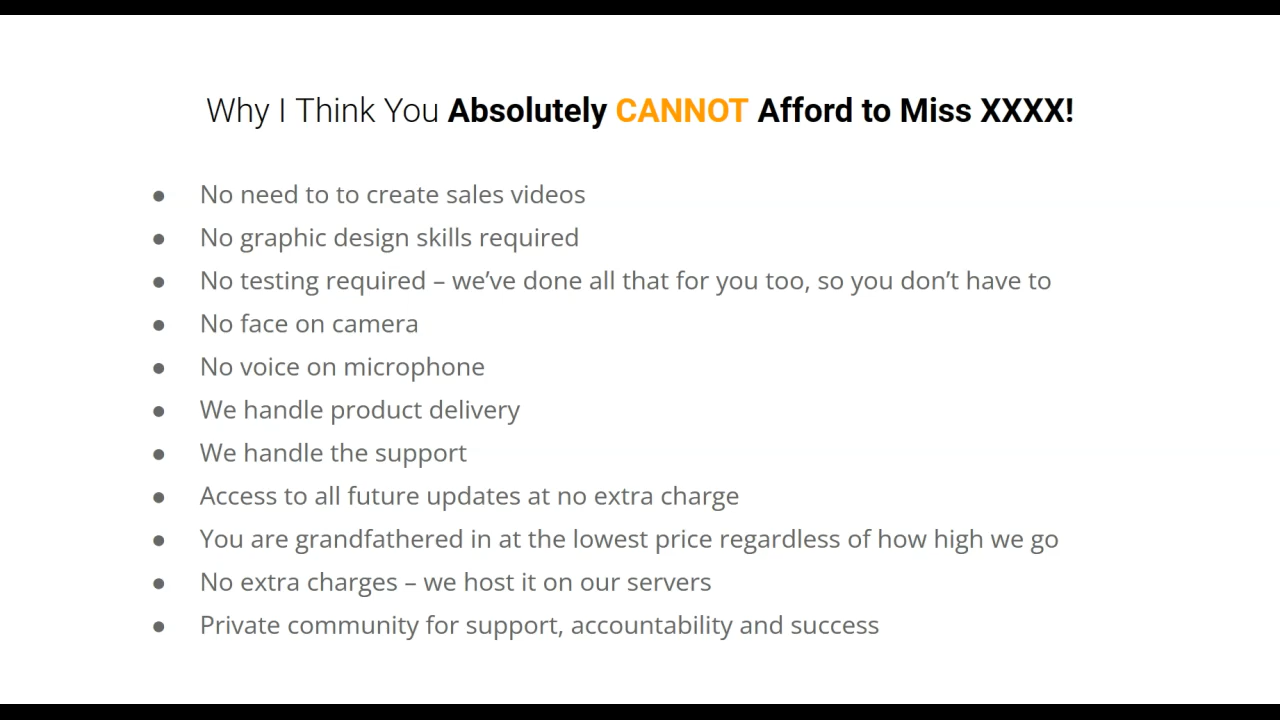 Why I Think You Absolutely CANNOT Afford to Miss XXXX!
● No need to to create sales videos
● No graphic design skills required
● No testing required – we’ve done all that for you too, so you don’t have to
● No face on camera
● No voice on microphone
● We handle product delivery
● We handle the support
● Access to all future updates at no extra charge
● You are grandfathered in at the lowest price regardless of how high we go
● No extra charges – we host it on our servers
● Private community for support, accountability and success